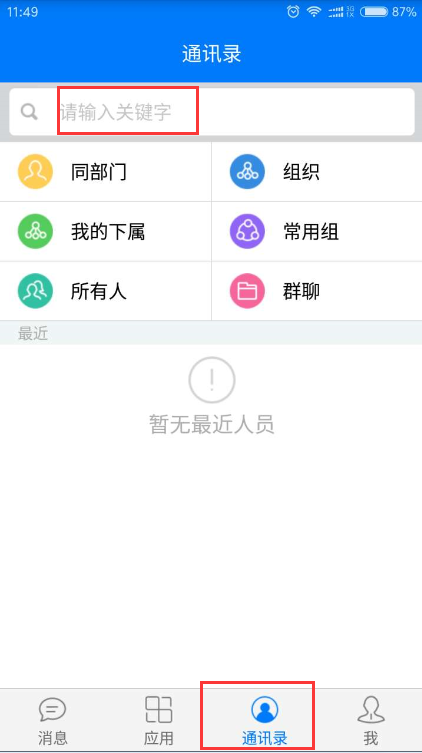 11:49 3G 1X 87%
通讯录
请输入关键字
同部门 组织
我的下属 常用组
所有人 群聊
最近
暂无最近人员
消息 应用 通讯录 我